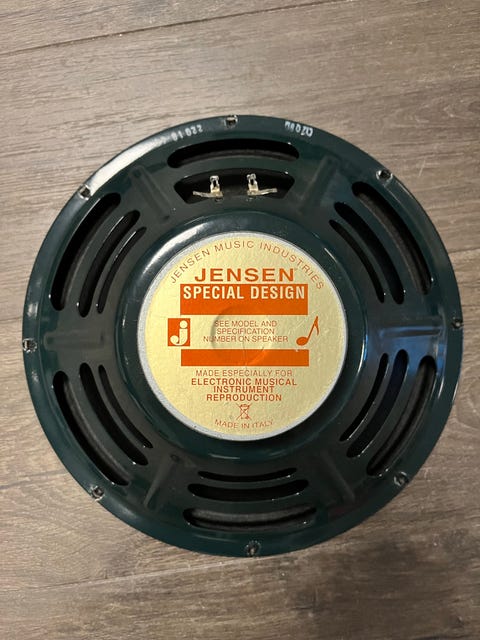 JENSEN MUSIC INDUSTRIES
JENSEN
SPECIAL DESIGN
j
SEE MODEL AND
SPECIFICATION
NUMBER ON SPEAKER
MADE ESPECIALLY FOR
ELECTRONIC MUSICAL
INSTRUMENT
REPRODUCTION
MADE IN ITALY